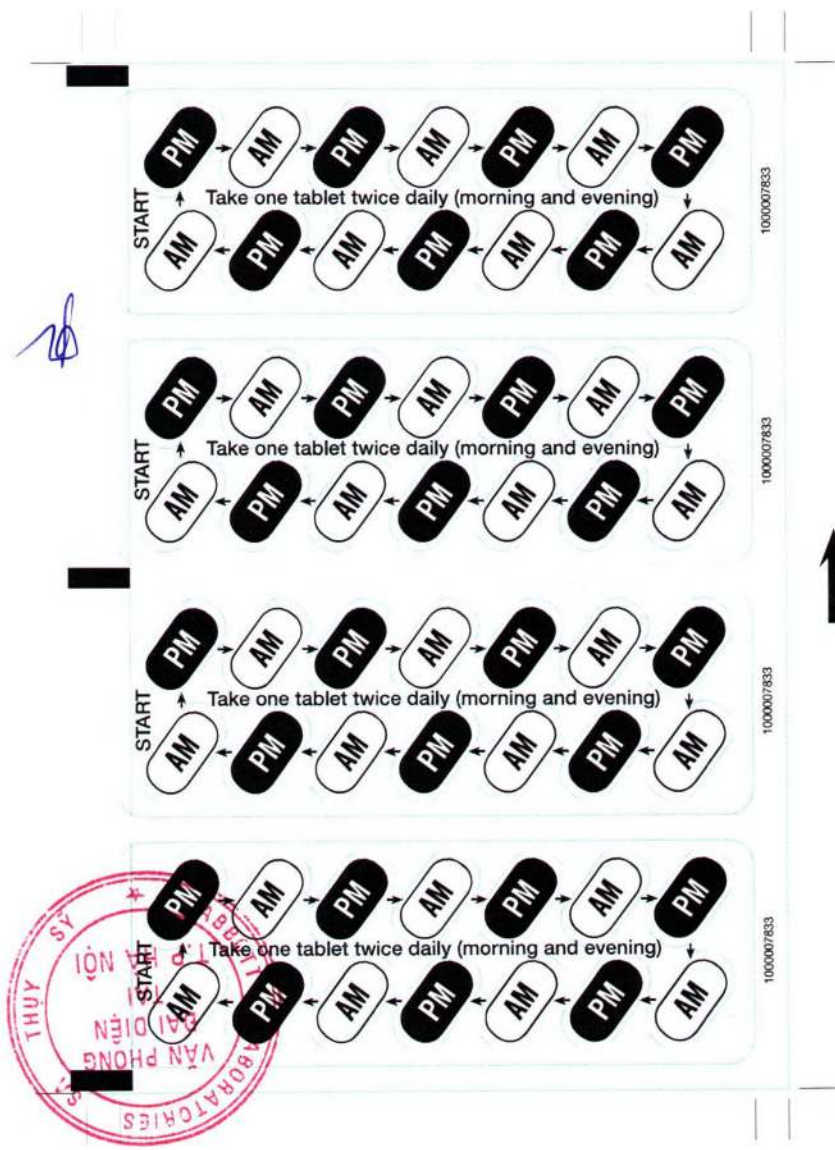 PM AM PM AM PM AM PM
START
Take one tablet twice daily (morning and evening)
AM PM AM PM AM PM AM
1000007833
PM AM PM AM PM AM PM
START
Take one tablet twice daily (morning and evening)
AM PM AM PM AM PM AM
1000007833
PM AM PM AM PM AM PM
START
Take one tablet twice daily (morning and evening)
AM PM AM PM AM PM AM
1000007833
PM AM PM AM PM AM PM
START
Take one tablet twice daily (morning and evening)
AM PM AM PM AM PM AM
1000007833
ABBOTT LABORATORIES
THỤY SỸ
VĂN PHÒNG
ĐẠI DIỆN
TẠI
T.P HÀ NỘI